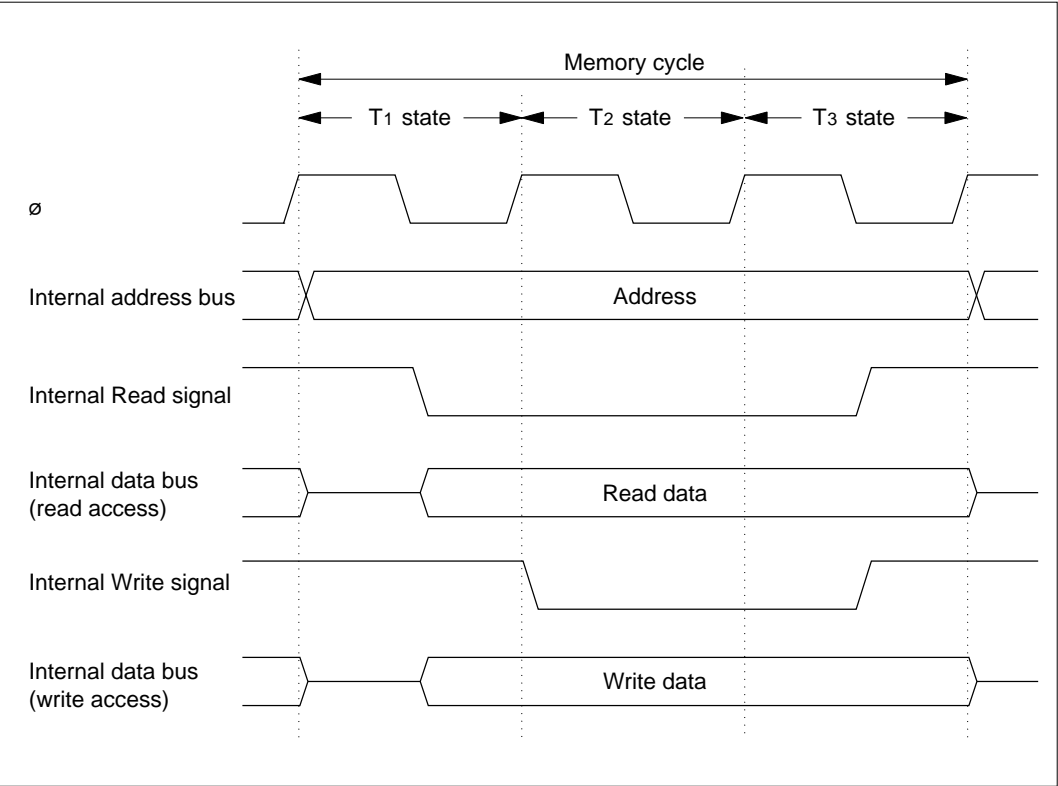 Memory cycle
T1 state T2 state T3 state
ø
Internal address bus Address
Internal Read signal
Internal data bus
(read access)
Read data
Internal Write signal
Internal data bus
(write access)
Write data